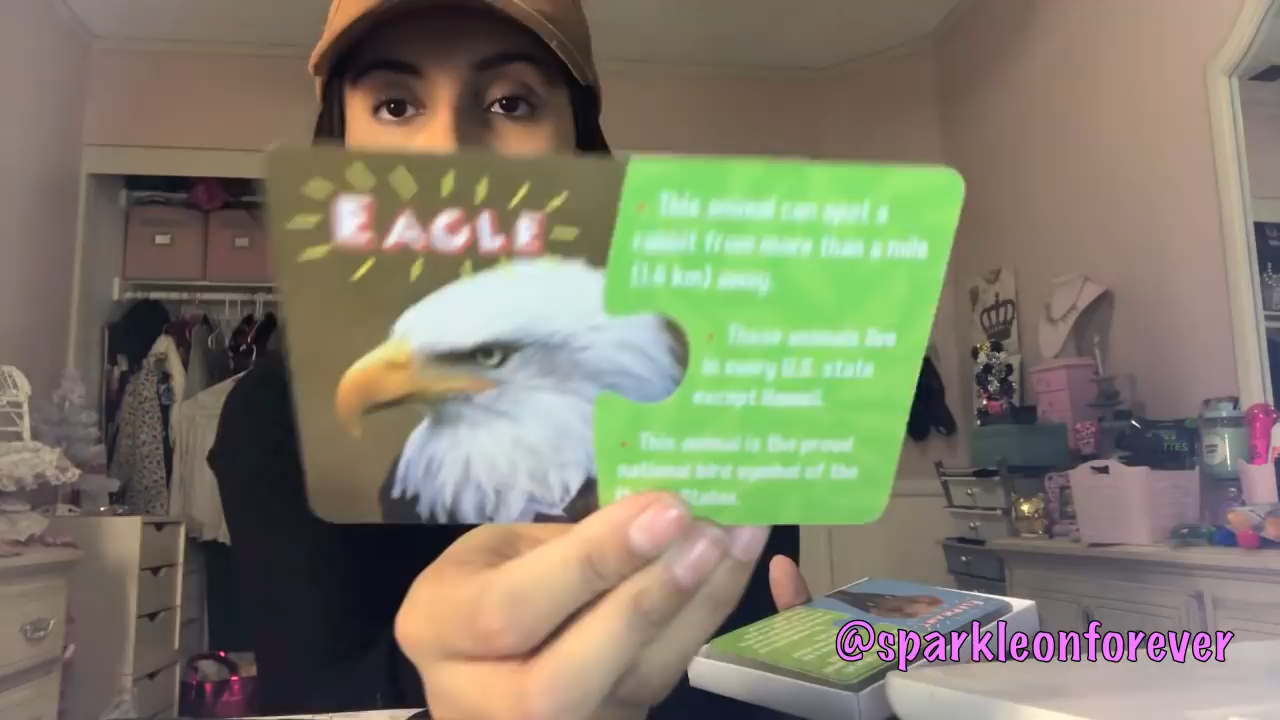 EAGLE
• This animal can spot a
rabbit from more than a mile
(1.6 km) away.
• These animals live
in every U.S. state
except Hawaii.
• This animal is the proud
national bird symbol of the
States.
ELEPHANT
@sparkleonforever